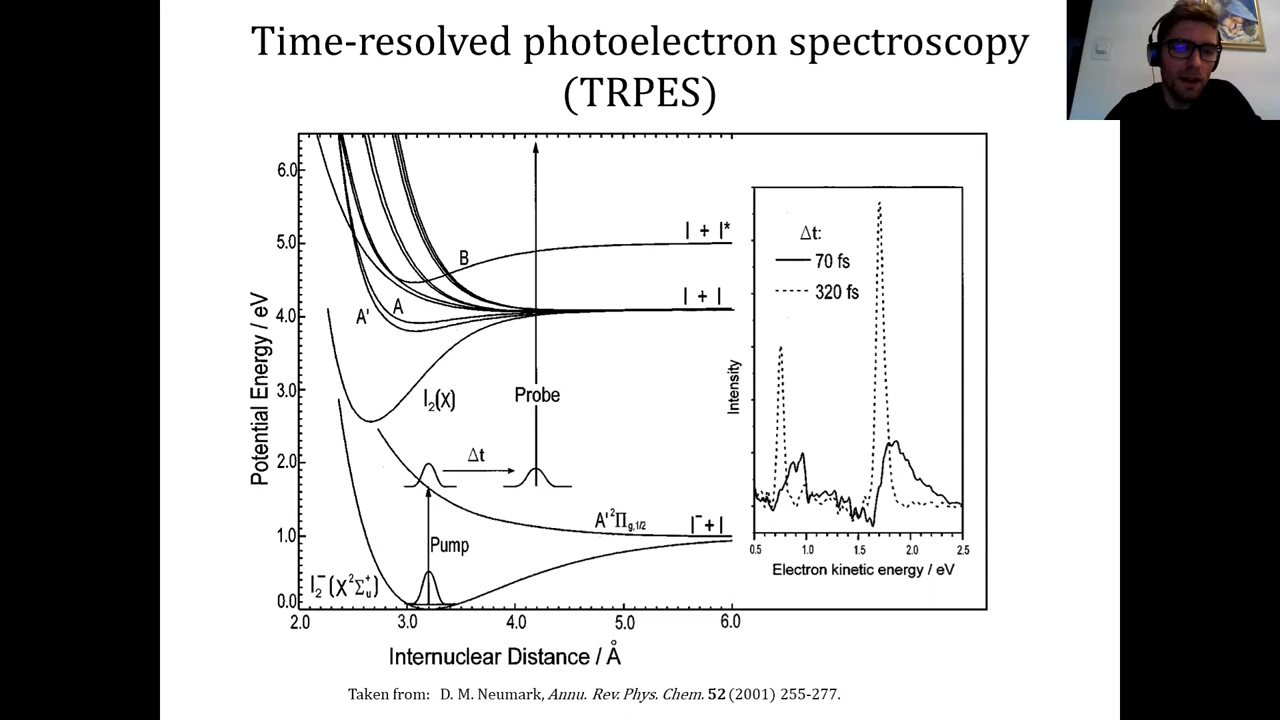 Time-resolved photoelectron spectroscopy
(TRPES)
Potential Energy / eV
6.0
5.0
4.0
3.0
2.0
1.0
0.0
2.0 3.0 4.0 5.0 6.0
Internuclear Distance / Å
B
A
A'
I + I*
I + I
I₂(X)
Probe
Δt
A'²Πg,1/2
I⁻+I
Pump
I₂⁻(X²Σu⁺)
Δt:
70 fs
320 fs
Intensity
0.5 1.0 1.5 2.0 2.5
Electron kinetic energy / eV
Taken from: D. M. Neumark, Annu. Rev. Phys. Chem. 52 (2001) 255-277.